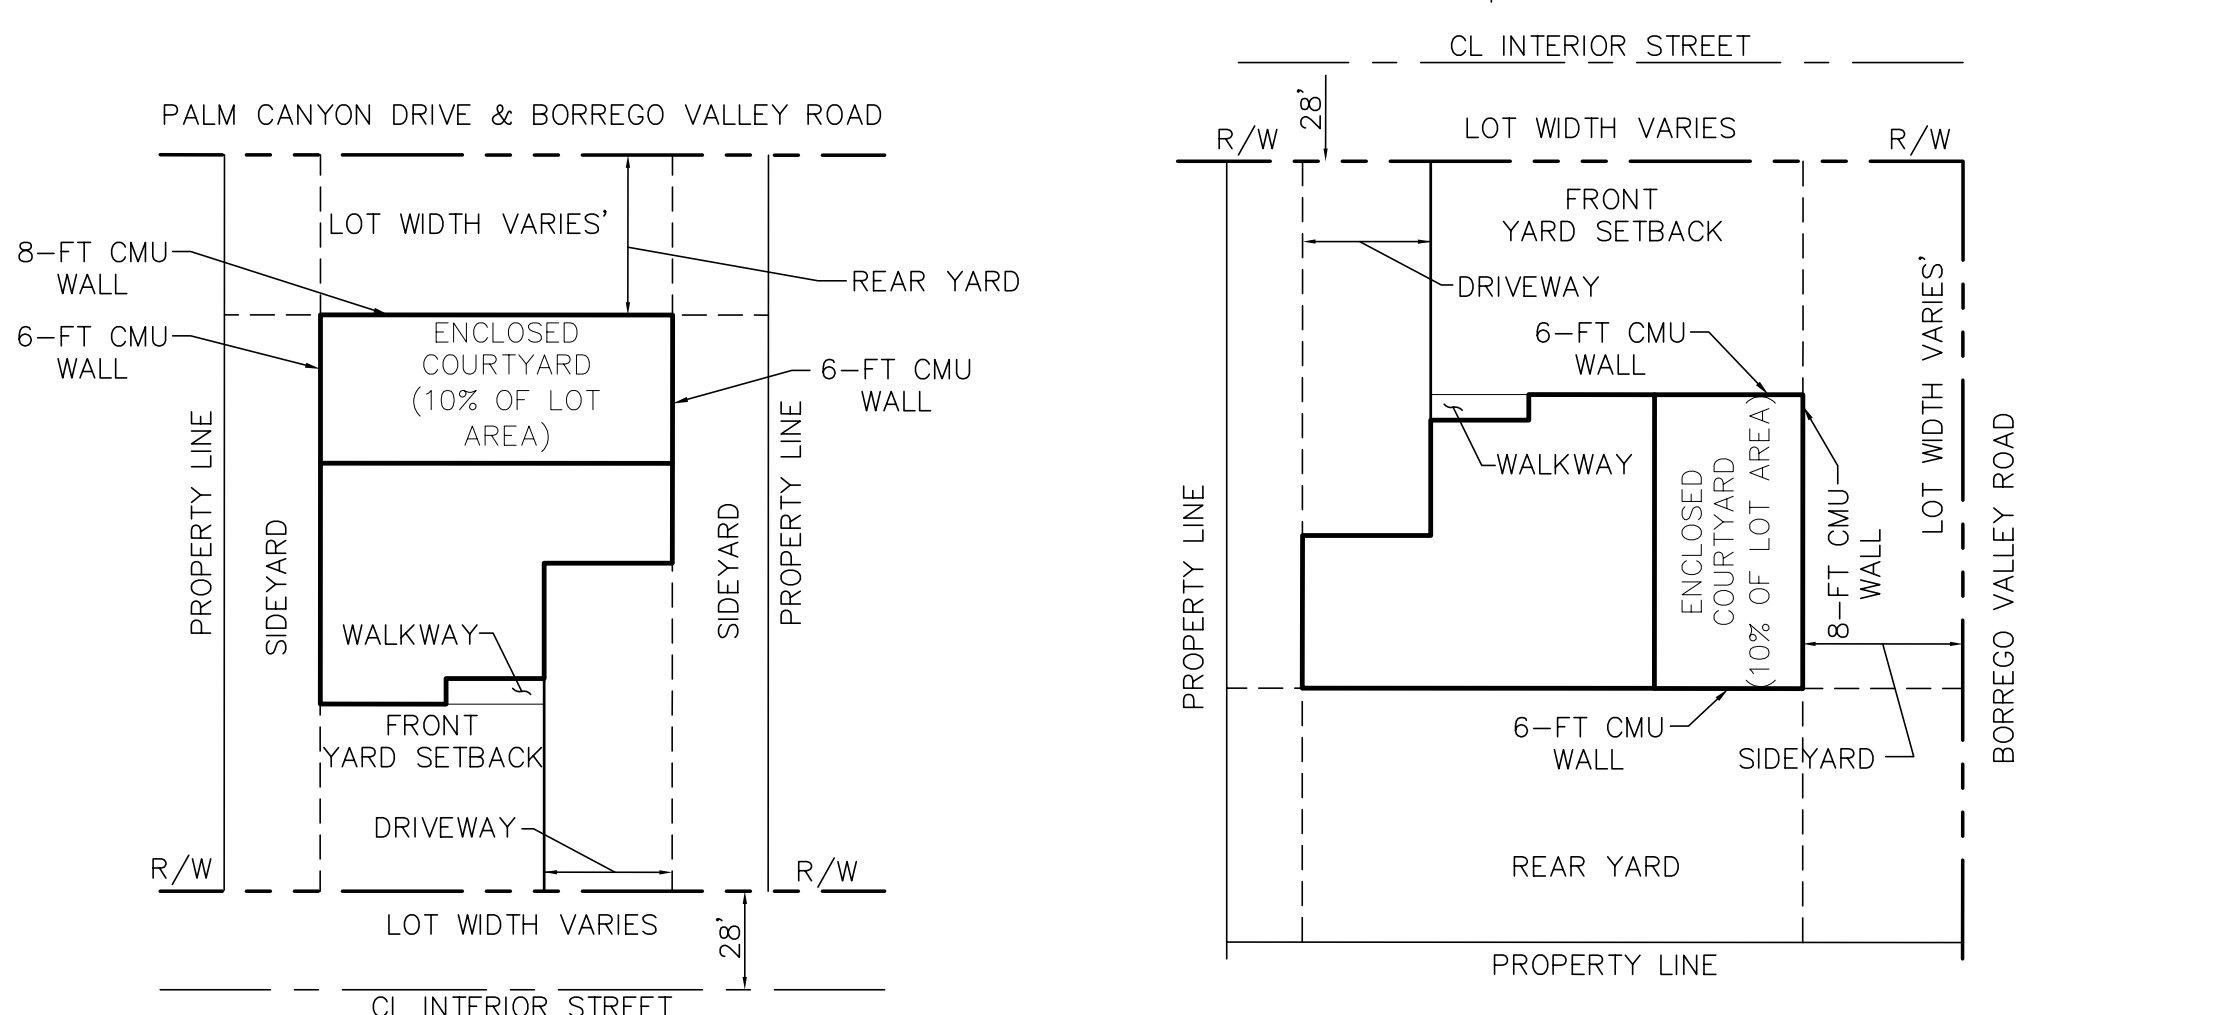 PALM CANYON DRIVE & BORREGO VALLEY ROAD
LOT WIDTH VARIES'
8-FT CMU
WALL
REAR YARD
6-FT CMU
WALL
ENCLOSED
COURTYARD
(10% OF LOT
AREA)
6-FT CMU
WALL
PROPERTY LINE
SIDEYARD
SIDEYARD
PROPERTY LINE
WALKWAY
FRONT
YARD SETBACK
DRIVEWAY
R/W
R/W
LOT WIDTH VARIES
28'
CL INTERIOR STREET
CL INTERIOR STREET
28'
R/W
LOT WIDTH VARIES
R/W
FRONT
YARD SETBACK
DRIVEWAY
6-FT CMU
WALL
LOT WIDTH VARIES'
WALKWAY
PROPERTY LINE
ENCLOSED
COURTYARD
(10% OF LOT AREA)
8-FT CMU
WALL
BORREGO VALLEY ROAD
6-FT CMU
WALL
SIDEYARD
REAR YARD
PROPERTY LINE